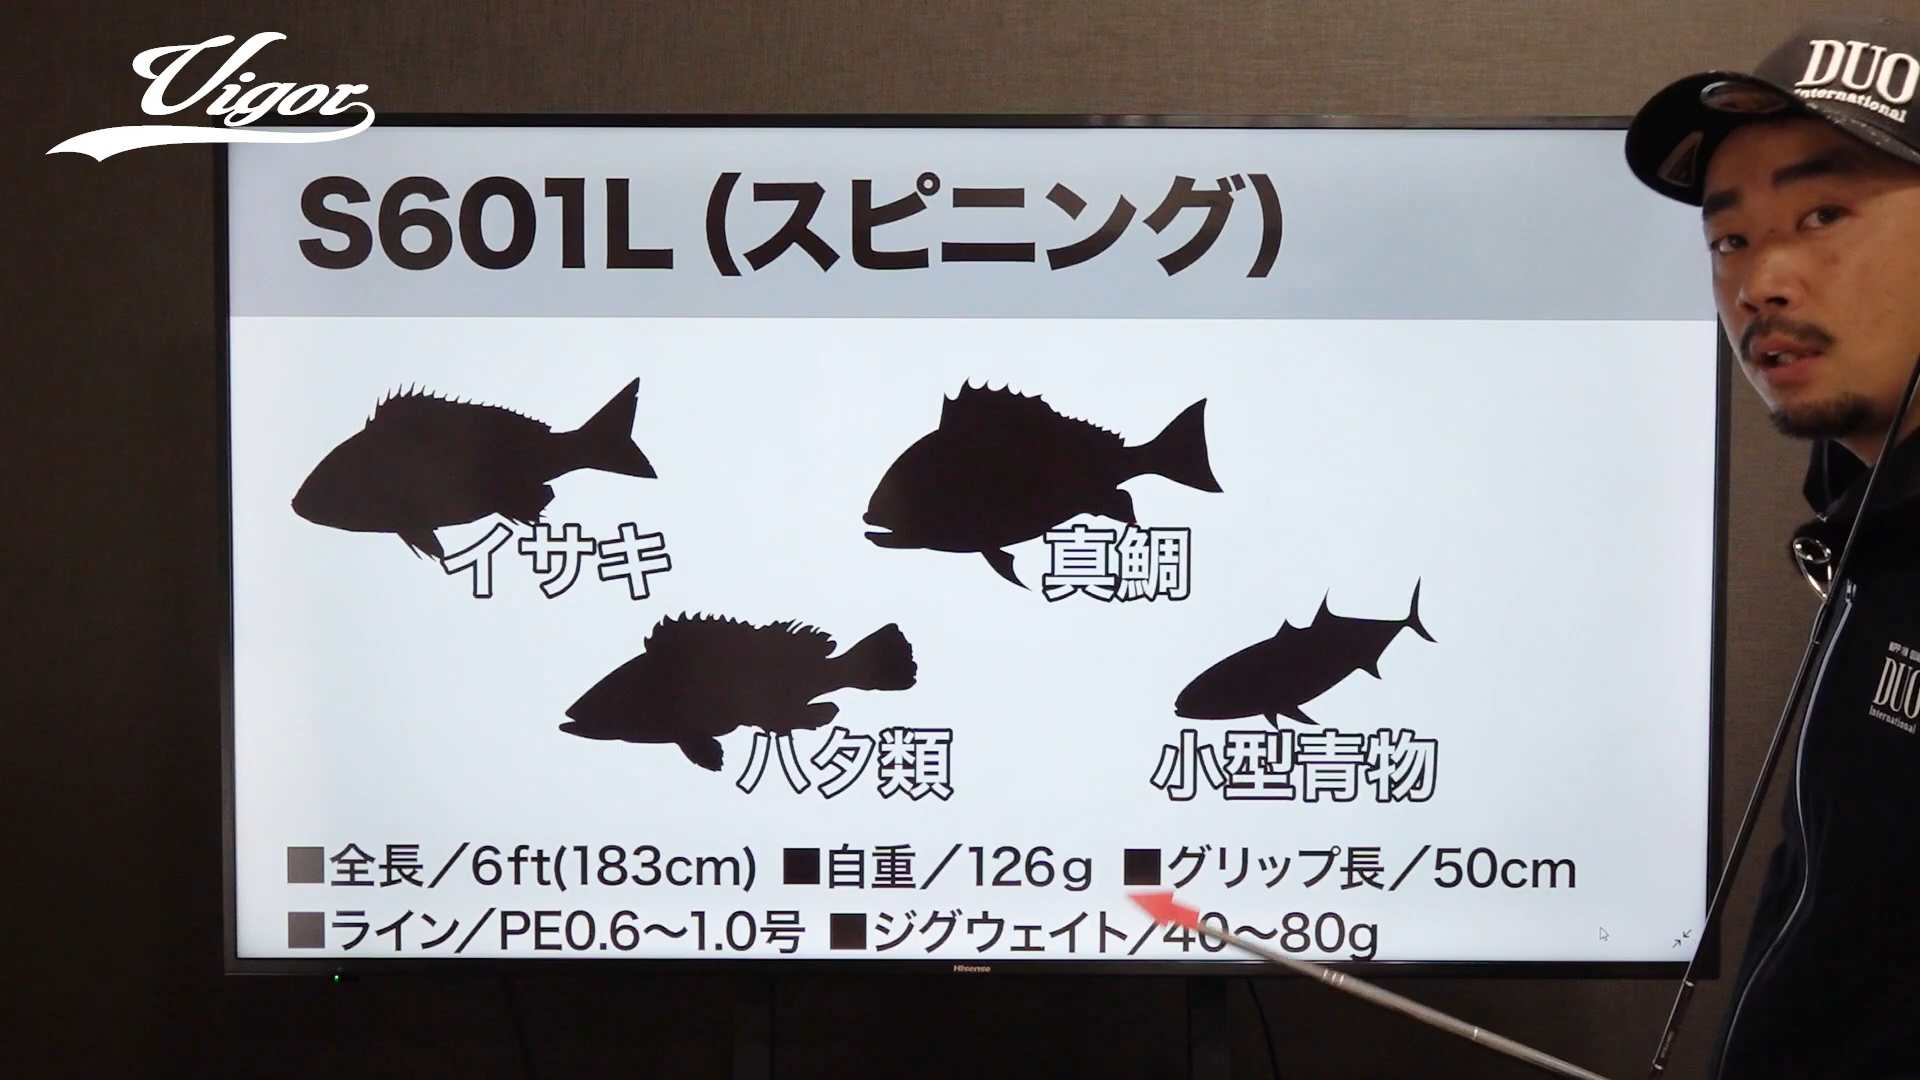 Vigor
DUO
International
S601L(スピニング)
イサキ
真鯛
ハタ類
小型青物
■全長／6ft(183cm) ■自重／126g ■グリップ長／50cm
■ライン／PE0.6〜1.0号 ■ジグウェイト／40〜80g
Hisense
DUO
International